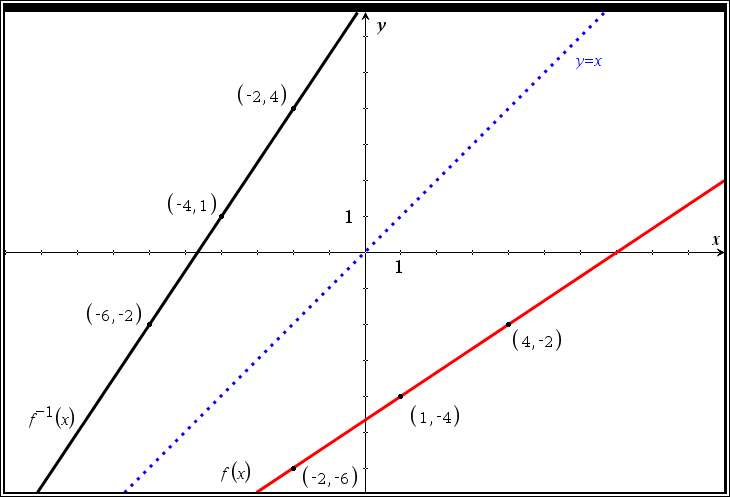 y
y=x
(-2,4)
(-4,1)
1
x
1
(-6,-2)
(4,-2)
f⁻¹(x)
(1,-4)
f(x)
(-2,-6)